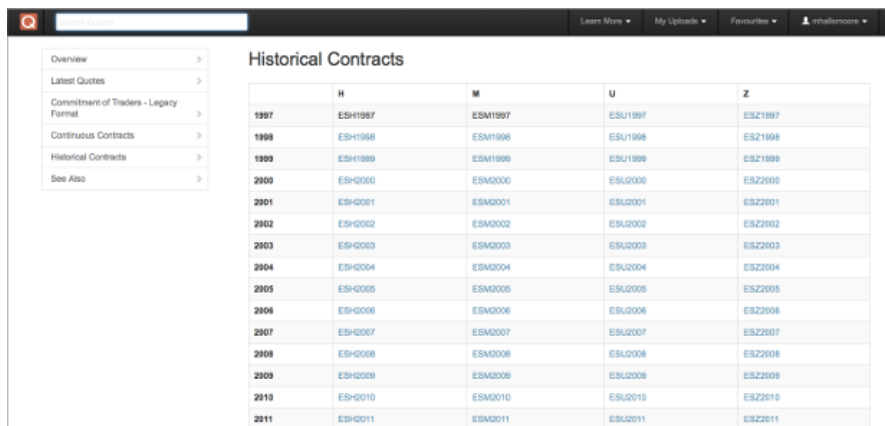 Q Search Quandl Learn More My Uploads Favourites mhallsmoore
Overview
Latest Quotes
Commitment of Traders - Legacy
Format
Continuous Contracts
Historical Contracts
See Also
Historical Contracts
H M U Z
1997 ESH1997 ESM1997 ESU1997 ESZ1997
1998 ESH1998 ESM1998 ESU1998 ESZ1998
1999 ESH1999 ESM1999 ESU1999 ESZ1999
2000 ESH2000 ESM2000 ESU2000 ESZ2000
2001 ESH2001 ESM2001 ESU2001 ESZ2001
2002 ESH2002 ESM2002 ESU2002 ESZ2002
2003 ESH2003 ESM2003 ESU2003 ESZ2003
2004 ESH2004 ESM2004 ESU2004 ESZ2004
2005 ESH2005 ESM2005 ESU2005 ESZ2005
2006 ESH2006 ESM2006 ESU2006 ESZ2006
2007 ESH2007 ESM2007 ESU2007 ESZ2007
2008 ESH2008 ESM2008 ESU2008 ESZ2008
2009 ESH2009 ESM2009 ESU2009 ESZ2009
2010 ESH2010 ESM2010 ESU2010 ESZ2010
2011 ESH2011 ESM2011 ESU2011 ESZ2011